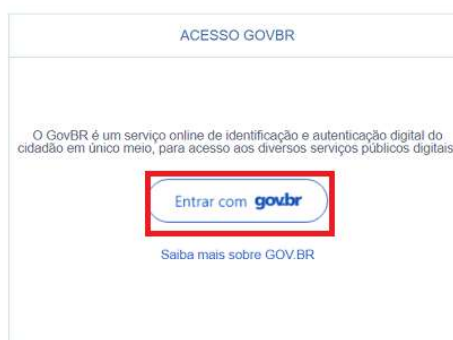 ACESSO GOVBR
O GovBR é um serviço online de identificação e autenticação digital do
cidadão em único meio, para acesso aos diversos serviços públicos digitais
Entrar com gov.br
Saiba mais sobre GOV.BR